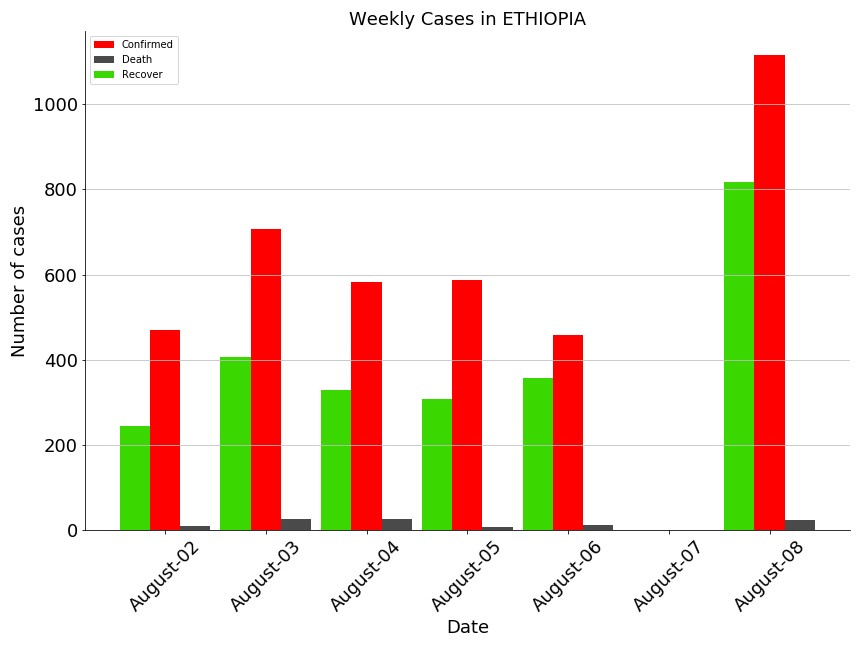 Weekly Cases in ETHIOPIA
Confirmed
Death
Recover
Number of cases
1000
800
600
400
200
0
August-02
August-03
August-04
August-05
August-06
August-07
August-08
Date